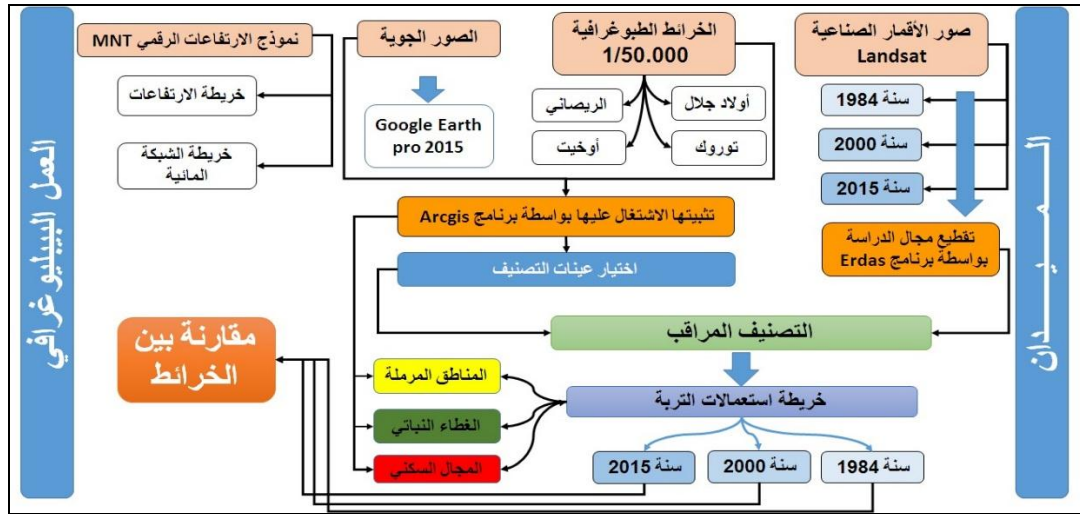 الميدان
صور الأقمار الصناعية
Landsat
سنة 1984
سنة 2000
سنة 2015
تقطيع مجال الدراسة
بواسطة برنامج Erdas
الخرائط الطبوغرافية
1/50.000
أولاد جلال
الريصاني
توروك
أوخيت
الصور الجوية
Google Earth
pro 2015
نموذج الارتفاعات الرقمي MNT
خريطة الارتفاعات
خريطة الشبكة
المائية
تثبيتها الاشتغال عليها بواسطة برنامج Arcgis
اختيار عينات التصنيف
التصنيف المراقب
خريطة استعمالات التربة
المناطق المرملة
الغطاء النباتي
المجال السكني
سنة 1984
سنة 2000
سنة 2015
مقارنة بين
الخرائط
العمل البيبليوغرافي